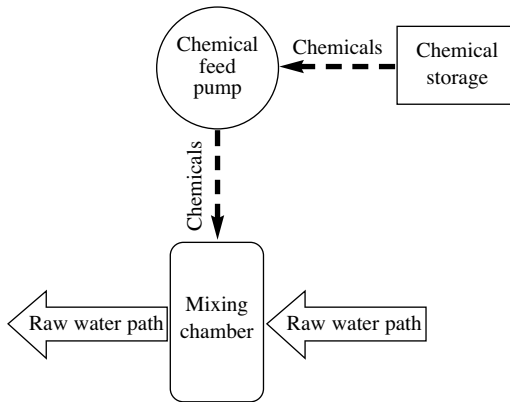 Chemical
feed
pump
Chemicals
Chemical
storage
Chemicals
Raw water path
Mixing
chamber
Raw water path